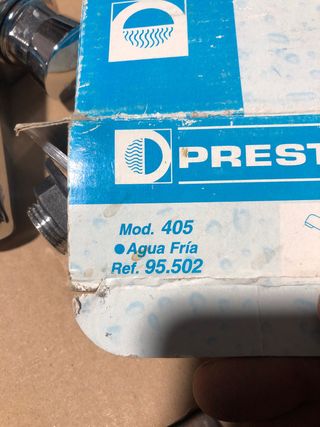 PREST
Mod. 405
● Agua Fría
Ref. 95.502